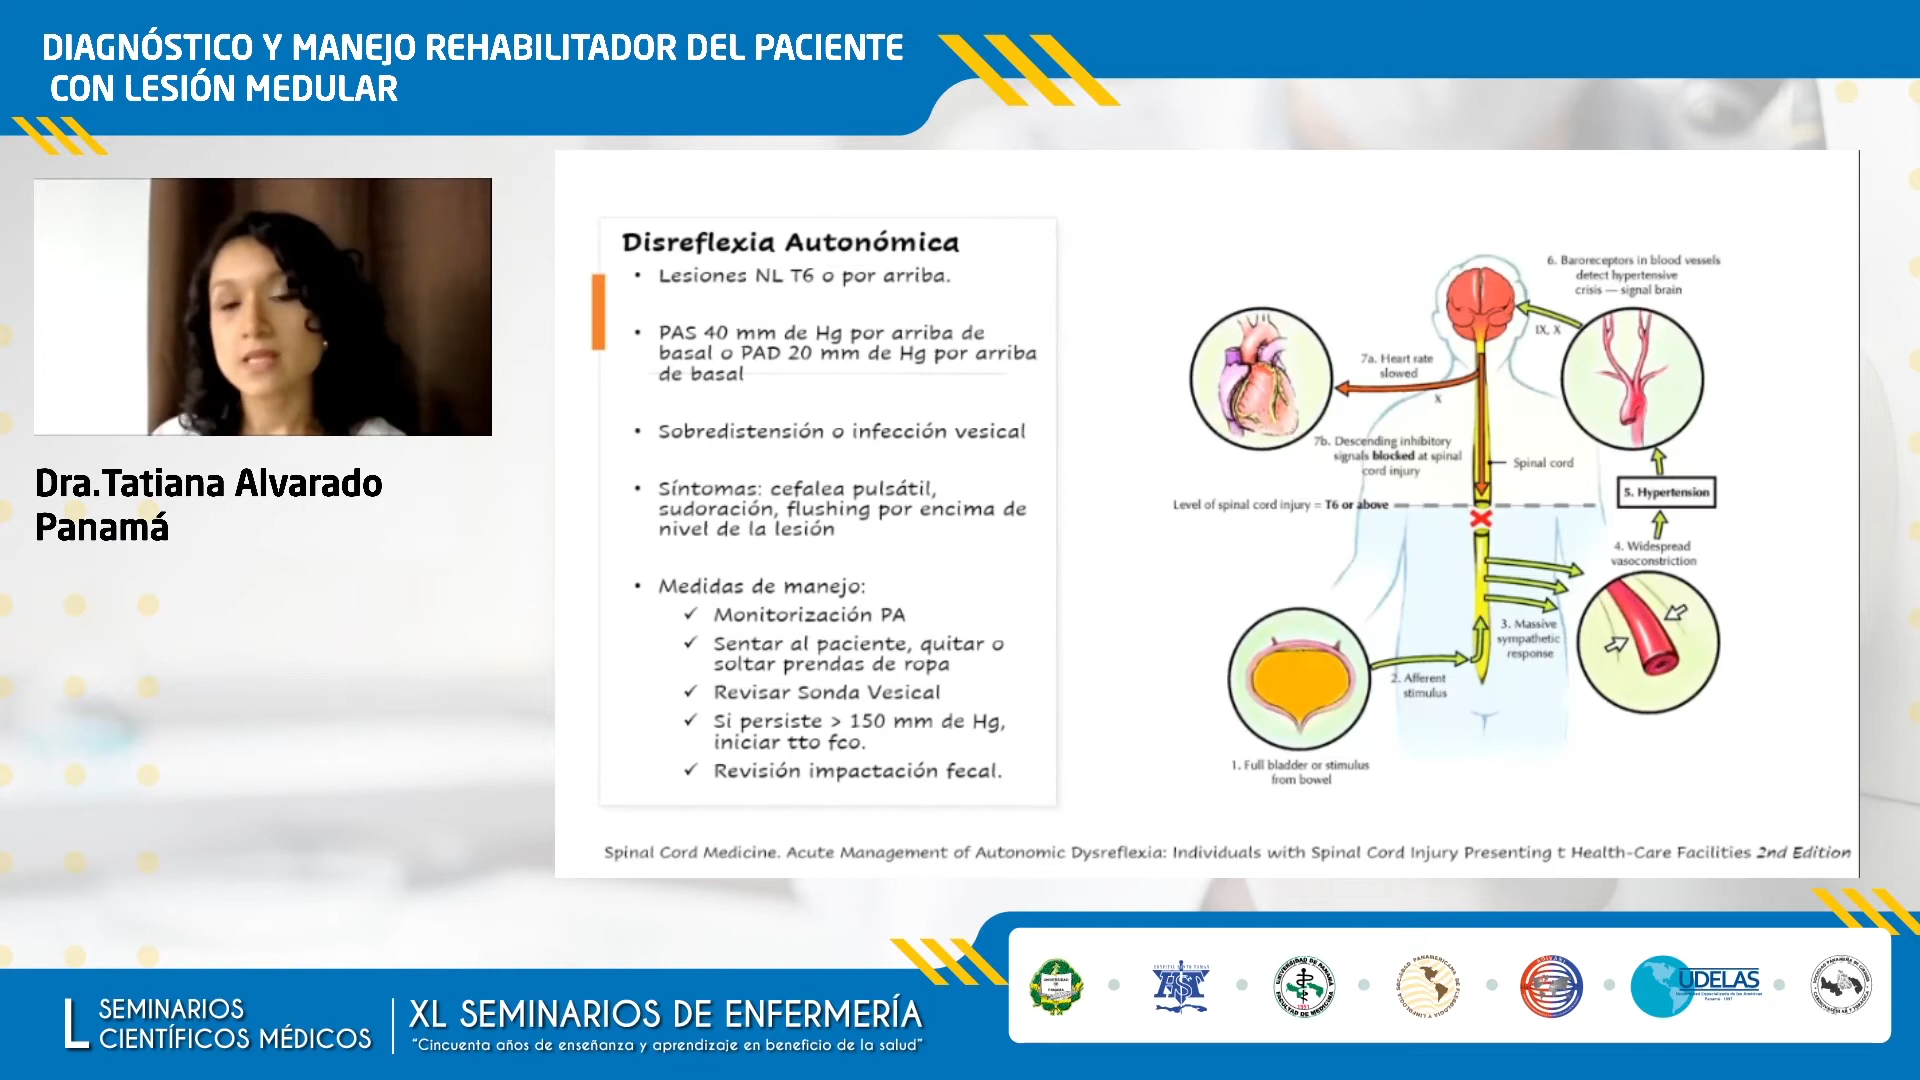 DIAGNÓSTICO Y MANEJO REHABILITADOR DEL PACIENTE
CON LESIÓN MEDULAR
Dra.Tatiana Alvarado
Panamá
Disreflexia Autonómica
• Lesiones NL T6 o por arriba.
• PAS 40 mm de Hg por arriba de
basal o PAD 20 mm de Hg por arriba
de basal
• Sobredistensión o infección vesical
• Síntomas: cefalea pulsátil,
sudoración, flushing por encima de
nivel de la lesión
• Medidas de manejo:
✓ Monitorización PA
✓ Sentar al paciente, quitar o
soltar prendas de ropa
✓ Revisar Sonda Vesical
✓ Si persiste > 150 mm de Hg,
iniciar tto fco.
✓ Revisión impactación fecal.
6. Baroreceptors in blood vessels
detect hypertensive
crisis — signal brain
IX, X
7a. Heart rate
slowed
X
7b. Descending inhibitory
signals blocked at spinal
cord injury
Spinal cord
5. Hypertension
Level of spinal cord injury = T6 or above
4. Widespread
vasoconstriction
3. Massive
sympathetic
response
2. Afferent
stimulus
1. Full bladder or stimulus
from bowel
Spinal Cord Medicine. Acute Management of Autonomic Dysreflexia: Individuals with Spinal Cord Injury Presenting t Health-Care Facilities 2nd Edition
L SEMINARIOS
CIENTÍFICOS MÉDICOS
XL SEMINARIOS DE ENFERMERÍA
"Cincuenta años de enseñanza y aprendizaje en beneficio de la salud"
HST
UDELAS